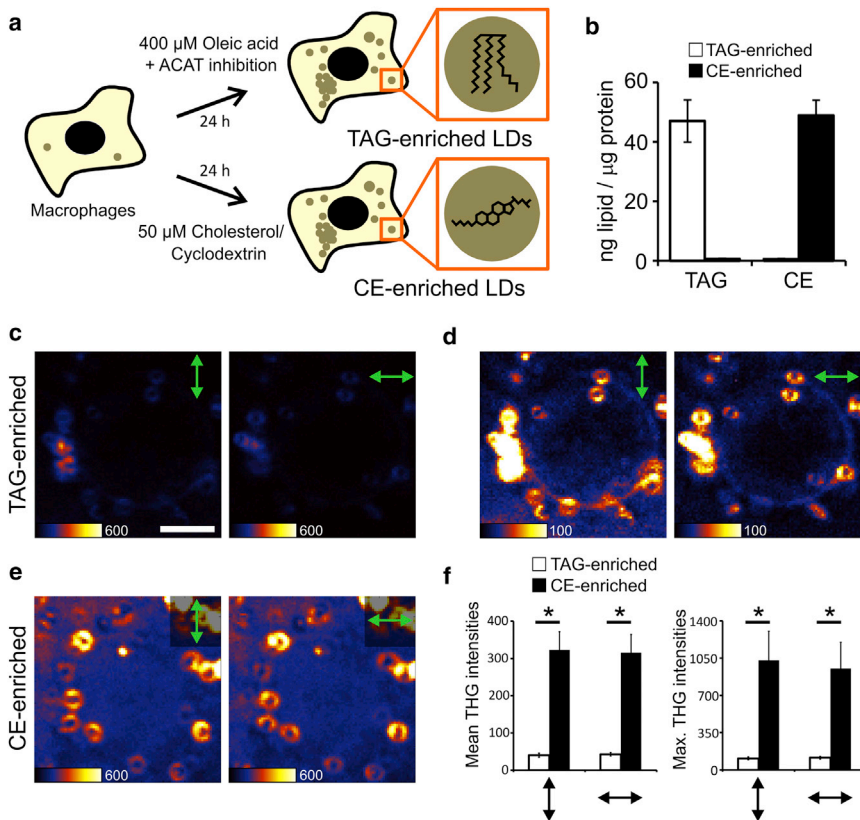 a
400 µM Oleic acid
+ ACAT inhibition
24 h
TAG-enriched LDs
Macrophages
24 h
50 µM Cholesterol/
Cyclodextrin
CE-enriched LDs
b
TAG-enriched
CE-enriched
ng lipid / µg protein
60
40
20
0
TAG CE
c
TAG-enriched
600
600
d
100
100
e
CE-enriched
600
600
f
TAG-enriched
CE-enriched
Mean THG intensities
400
300
200
100
0
* *
Max. THG intensities
1400
1050
700
350
0
* *